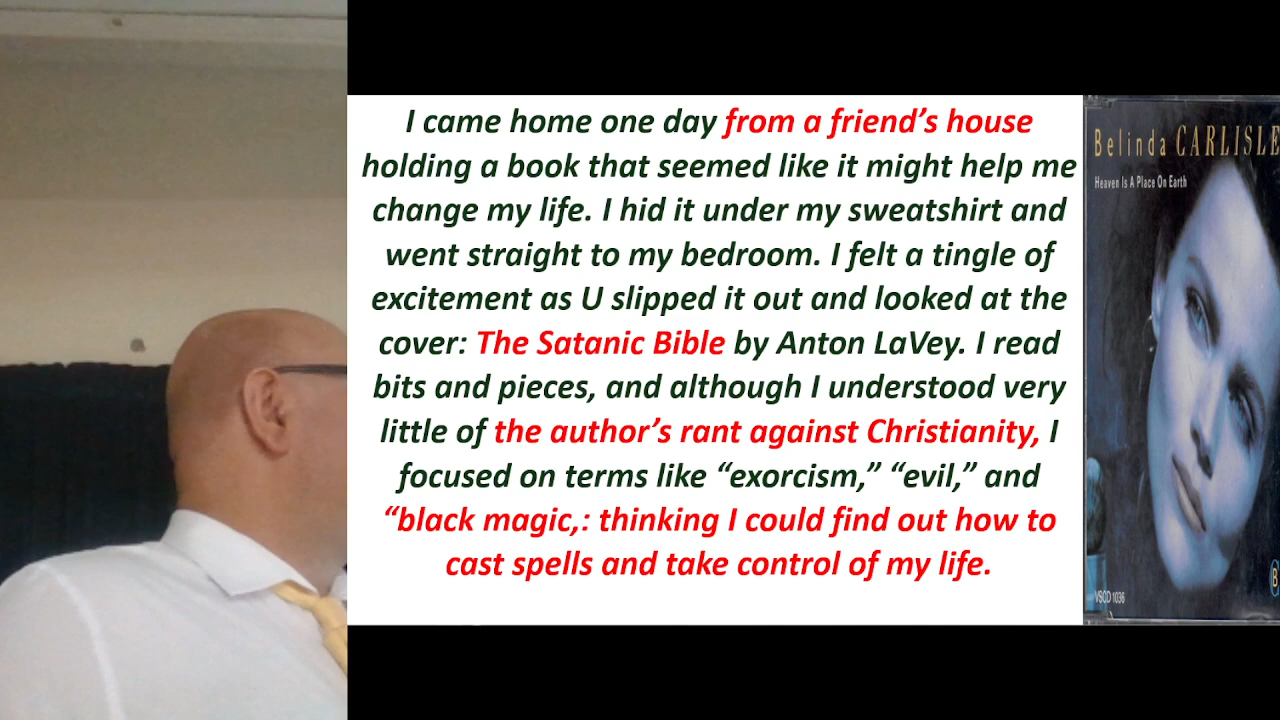 I came home one day from a friend’s house
holding a book that seemed like it might help me
change my life. I hid it under my sweatshirt and
went straight to my bedroom. I felt a tingle of
excitement as U slipped it out and looked at the
cover: The Satanic Bible by Anton LaVey. I read
bits and pieces, and although I understood very
little of the author’s rant against Christianity, I
focused on terms like “exorcism,” “evil,” and
“black magic,: thinking I could find out how to
cast spells and take control of my life.
Belinda CARLISLE
Heaven Is A Place On Earth
VSCD 1036
B